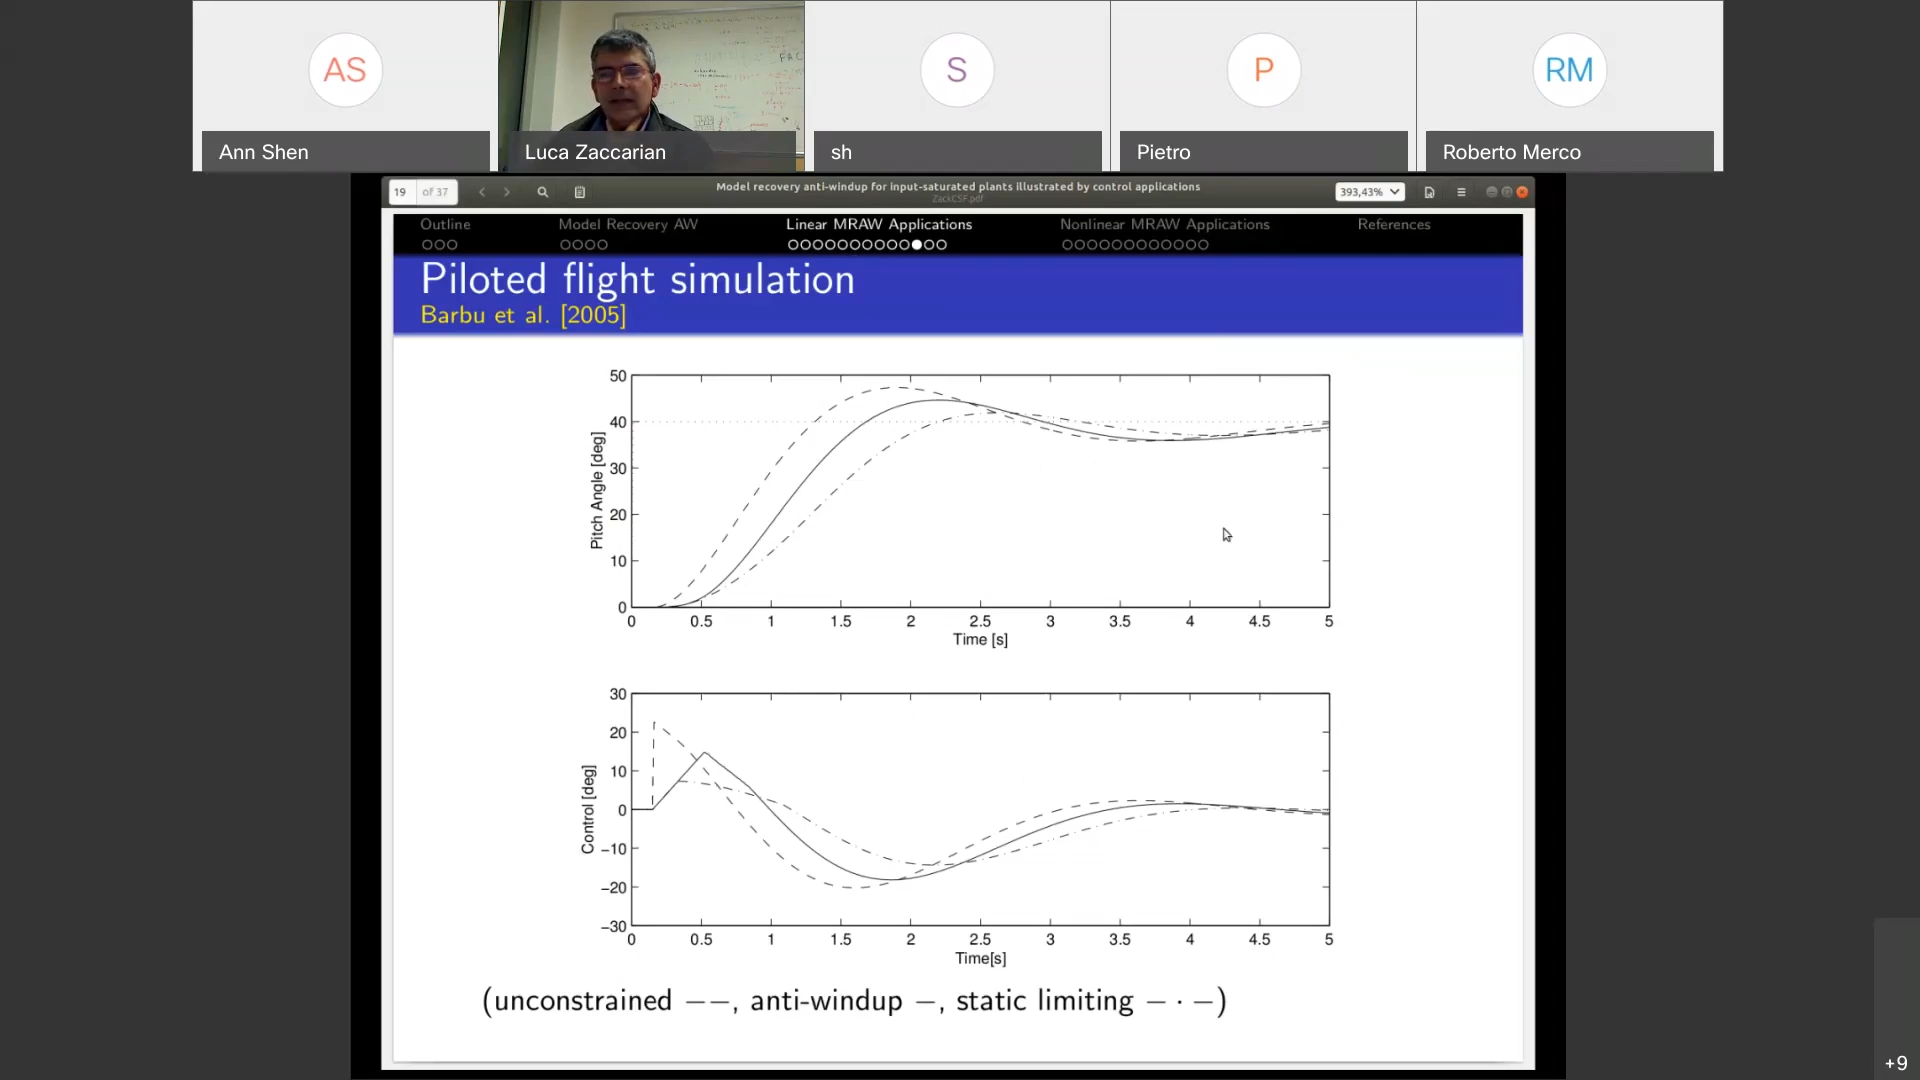 AS
Ann Shen
Luca Zaccarian
S
sh
P
Pietro
RM
Roberto Merco
19 of 37
Model recovery anti-windup for input-saturated plants illustrated by control applications
ZackCSF.pdf
393,43%
Outline
Model Recovery AW
Linear MRAW Applications
Nonlinear MRAW Applications
References
Piloted flight simulation
Barbu et al. [2005]
50
40
30
20
10
0
Pitch Angle [deg]
0 0.5 1 1.5 2 2.5 3 3.5 4 4.5 5
Time [s]
30
20
10
0
−10
−20
−30
Control [deg]
0 0.5 1 1.5 2 2.5 3 3.5 4 4.5 5
Time[s]
(unconstrained −−, anti-windup −, static limiting − · −)
+9